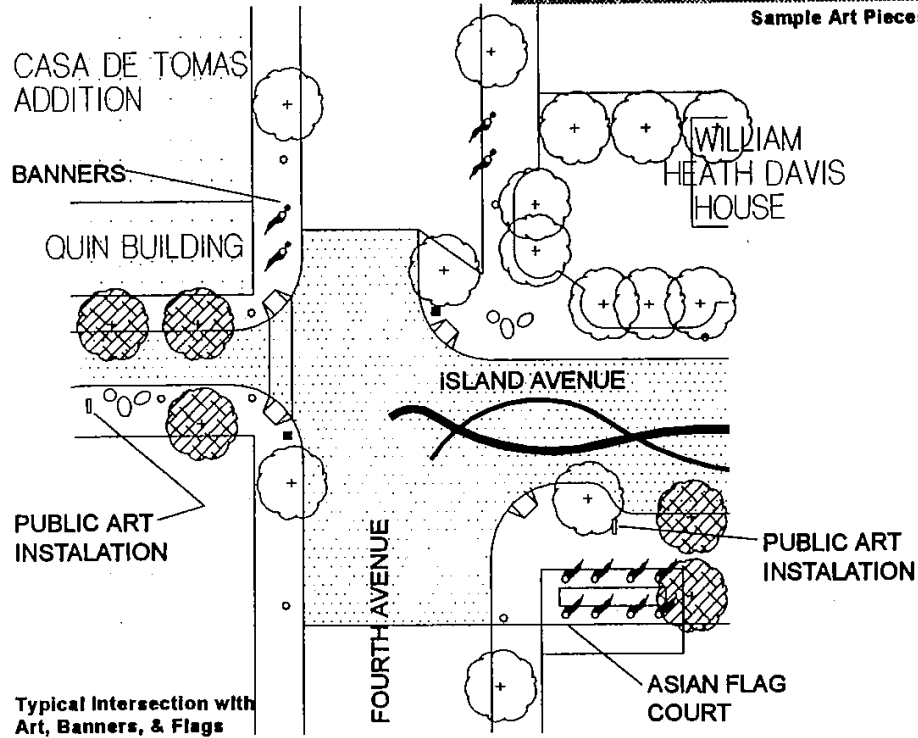 Sample Art Pieces
CASA DE TOMAS
ADDITION
WILLIAM
HEATH DAVIS
HOUSE
BANNERS
QUIN BUILDING
ISLAND AVENUE
PUBLIC ART
INSTALATION
FOURTH AVENUE
PUBLIC ART
INSTALATION
ASIAN FLAG
COURT
Typical Intersection with
Art, Banners, & Flags